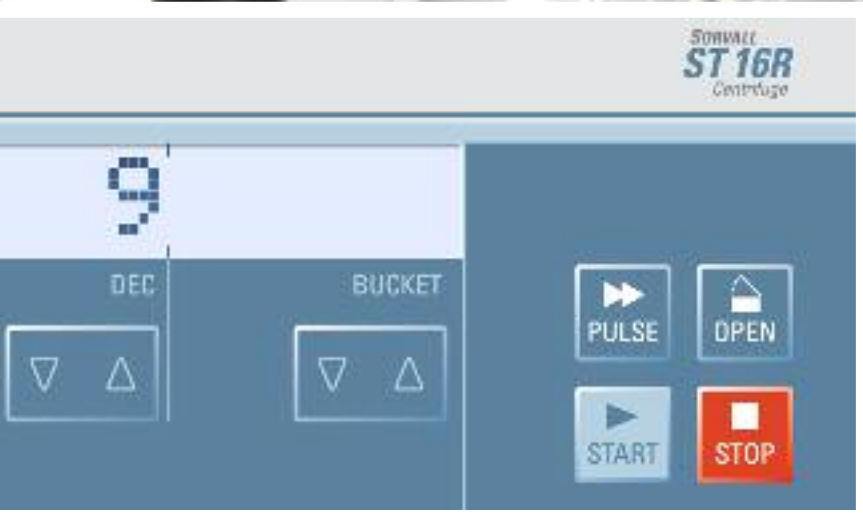 SORVALL
ST 16R
Centrifuge
9
DEC
BUCKET
PULSE
OPEN
START
STOP